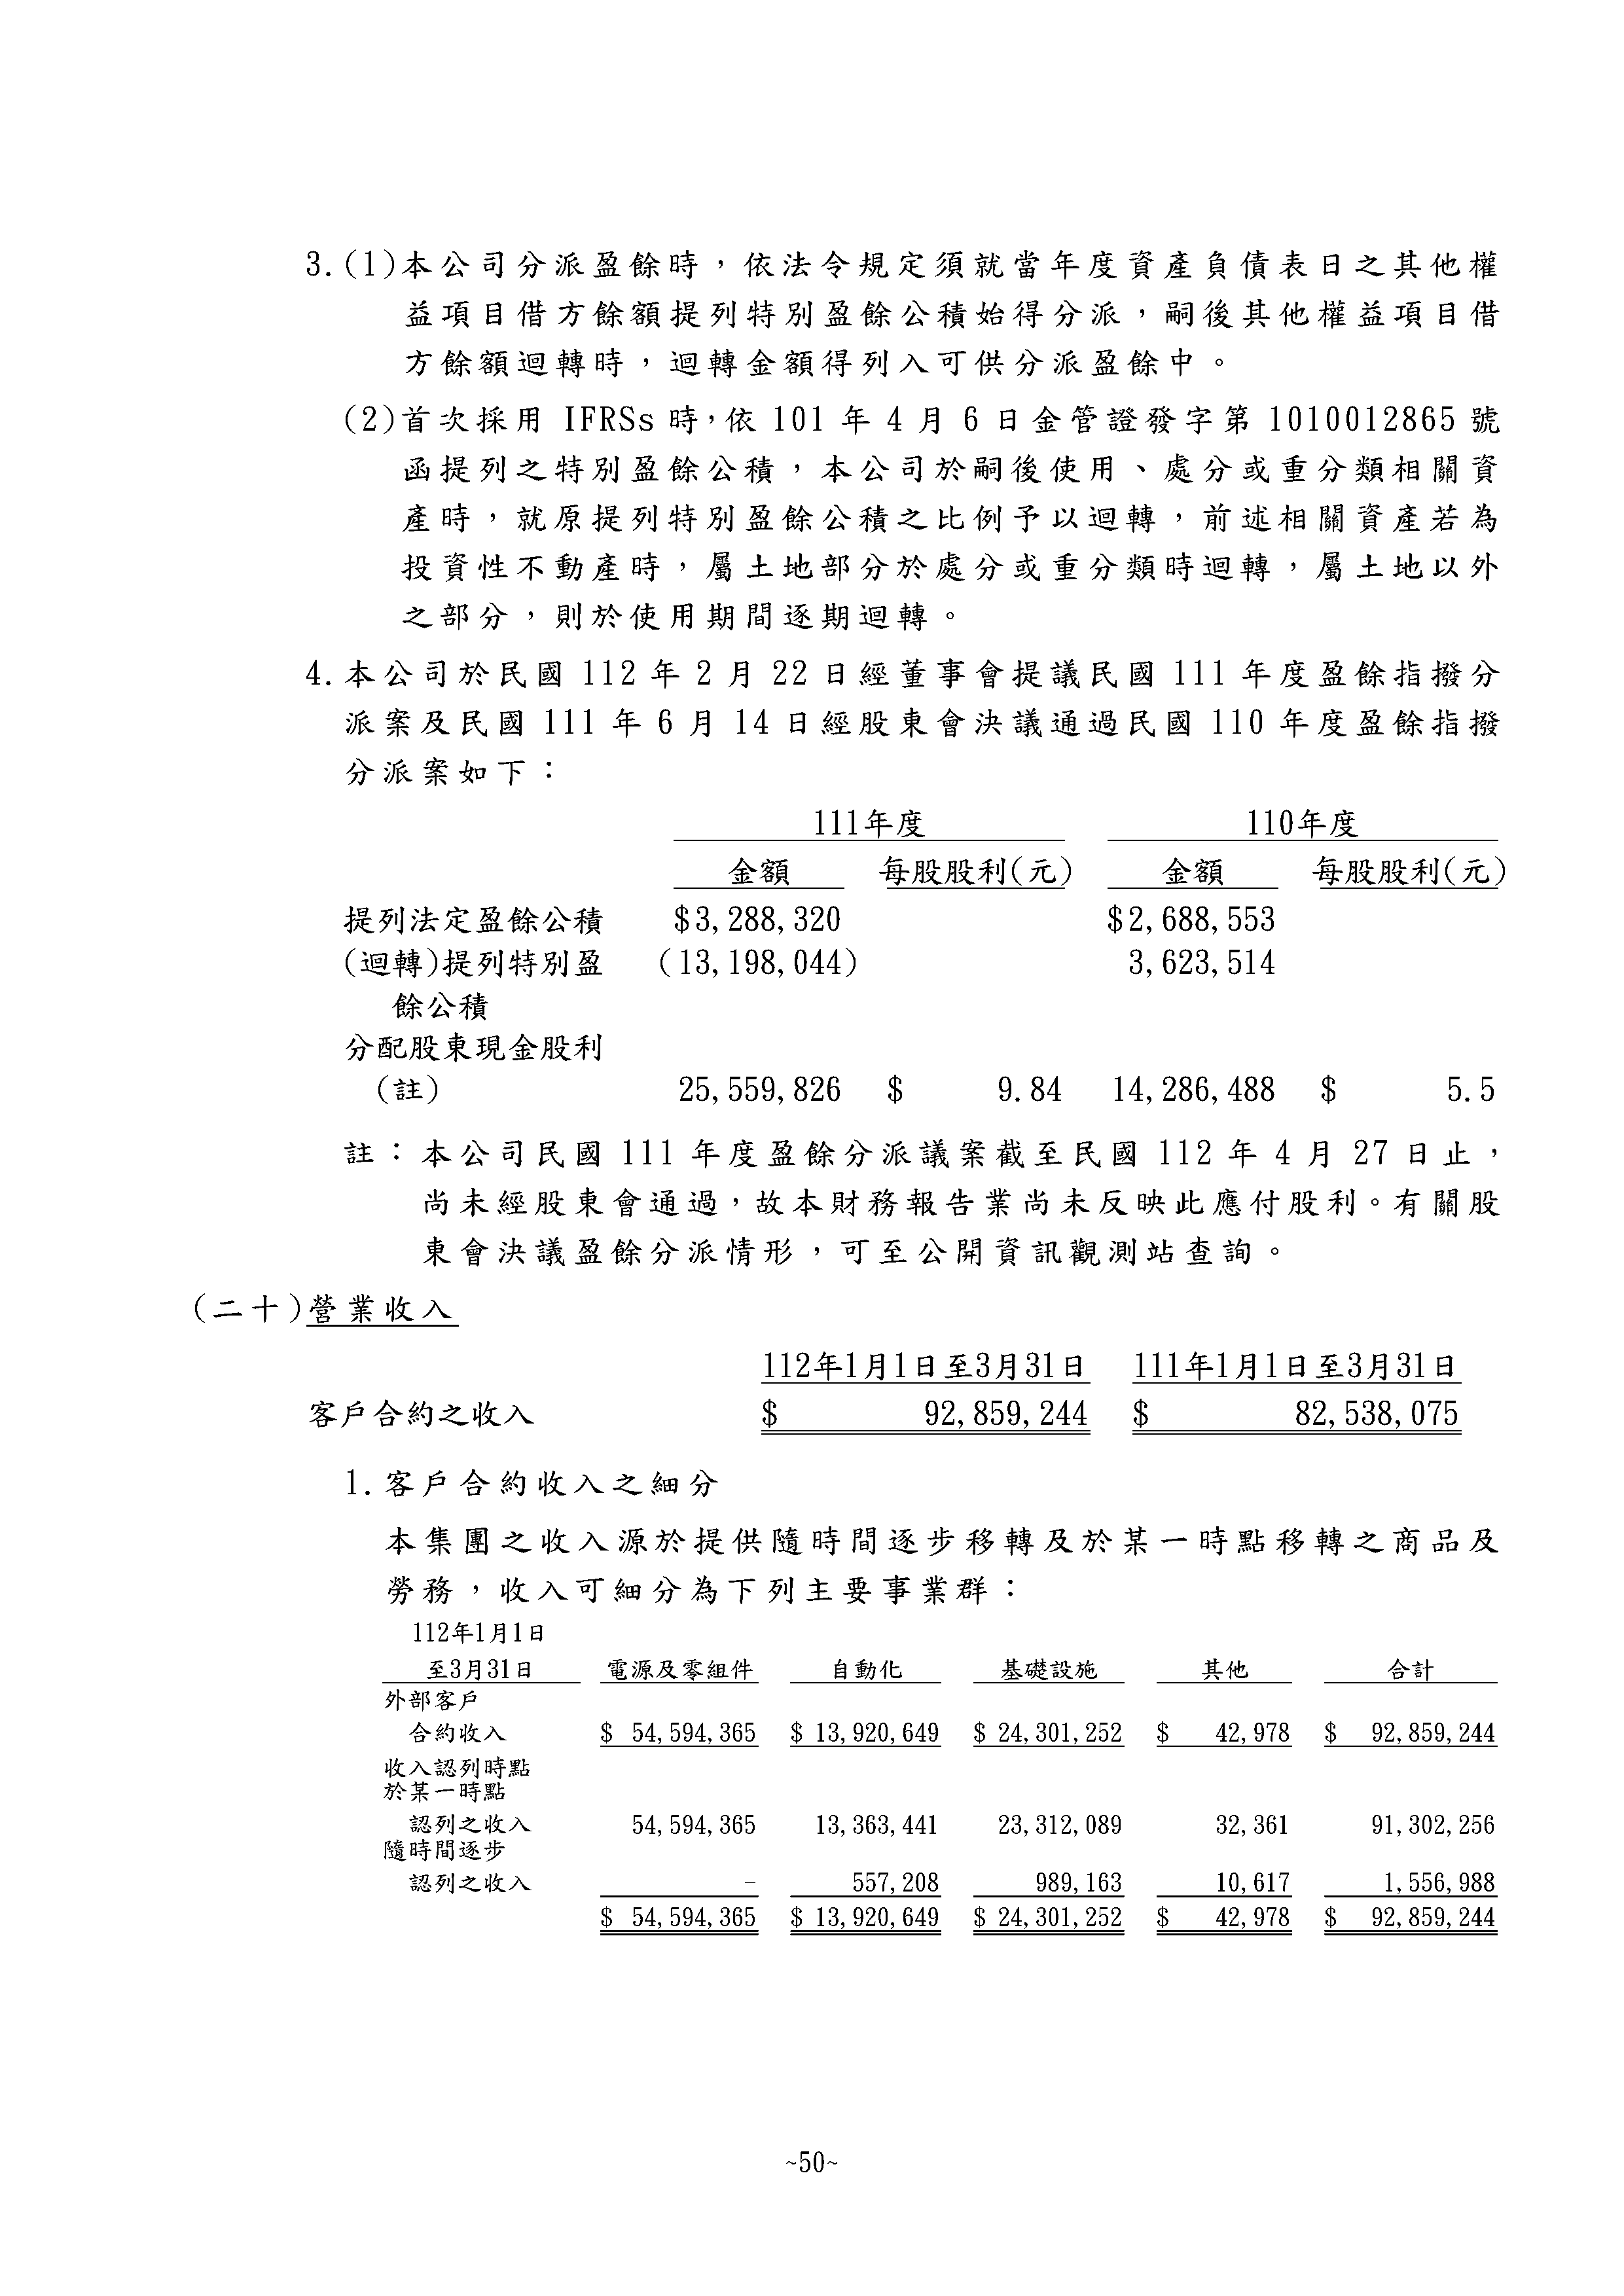 3.(1)本公司分派盈餘時，依法令規定須就當年度資產負債表日之其他權
益項目借方餘額提列特別盈餘公積始得分派，嗣後其他權益項目借
方餘額迴轉時，迴轉金額得列入可供分派盈餘中。
(2)首次採用 IFRSs 時，依 101 年 4 月 6 日金管證發字第 1010012865 號
函提列之特別盈餘公積，本公司於嗣後使用、處分或重分類相關資
產時，就原提列特別盈餘公積之比例予以迴轉，前述相關資產若為
投資性不動產時，屬土地部分於處分或重分類時迴轉，屬土地以外
之部分，則於使用期間逐期迴轉。
4.本公司於民國 112 年 2 月 22 日經董事會提議民國 111 年度盈餘指撥分
派案及民國 111 年 6 月 14 日經股東會決議通過民國 110 年度盈餘指撥
分派案如下：
111年度 110年度
金額 每股股利(元) 金額 每股股利(元)
提列法定盈餘公積 $3,288,320 $2,688,553
(迴轉)提列特別盈 (13,198,044) 3,623,514
餘公積
分配股東現金股利
(註) 25,559,826 $ 9.84 14,286,488 $ 5.5
註：本公司民國 111 年度盈餘分派議案截至民國 112 年 4 月 27 日止，
尚未經股東會通過，故本財務報告業尚未反映此應付股利。有關股
東會決議盈餘分派情形，可至公開資訊觀測站查詢。
(二十)營業收入
112年1月1日至3月31日 111年1月1日至3月31日
客戶合約之收入 $ 92,859,244 $ 82,538,075
1.客戶合約收入之細分
本集團之收入源於提供隨時間逐步移轉及於某一時點移轉之商品及
勞務，收入可細分為下列主要事業群：
112年1月1日
至3月31日 電源及零組件 自動化 基礎設施 其他 合計
外部客戶
合約收入 $ 54,594,365 $ 13,920,649 $ 24,301,252 $ 42,978 $ 92,859,244
收入認列時點
於某一時點
認列之收入 54,594,365 13,363,441 23,312,089 32,361 91,302,256
隨時間逐步
認列之收入 - 557,208 989,163 10,617 1,556,988
$ 54,594,365 $ 13,920,649 $ 24,301,252 $ 42,978 $ 92,859,244
~50~